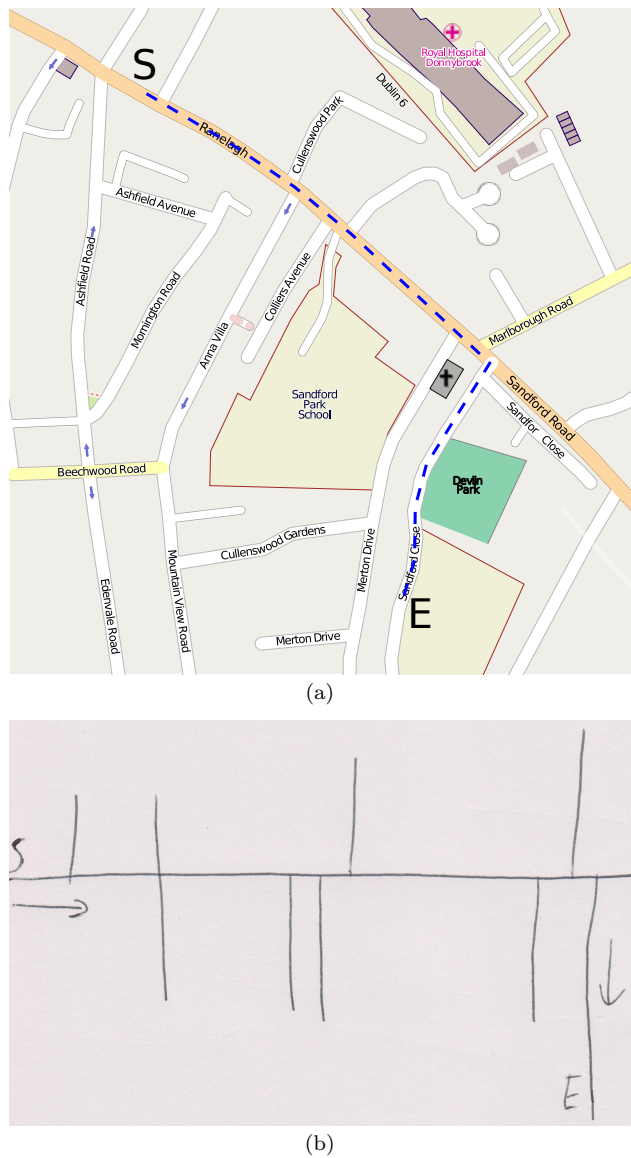 S
Royal Hospital
Donnybrook
Dublin 6
Ranelagh
Cullenswood Park
Ashfield Avenue
Ashfield Road
Mornington Road
Colliers Avenue
Anna Villa
Marlborough Road
Sandford
Park
School
Sandford Road
Sandfor Close
Beechwood Road
Devlin
Park
Cullenswood Gardens
Merton Drive
Sandford Close
Mountain View Road
Edenvale Road
E
Merton Drive
(a)
S
E
(b)